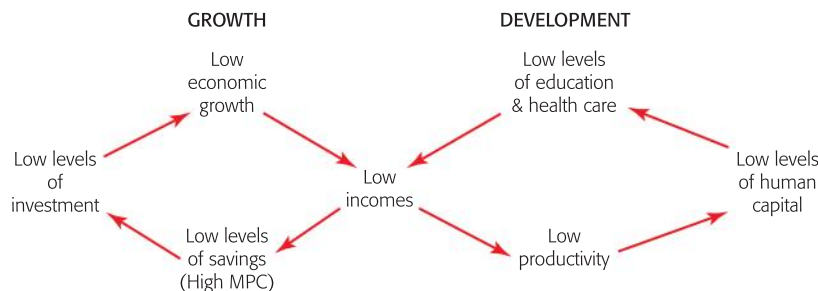 GROWTH
DEVELOPMENT
Low
economic
growth
Low levels
of education
& health care
Low levels
of
investment
Low
incomes
Low levels
of human
capital
Low levels
of savings
(High MPC)
Low
productivity